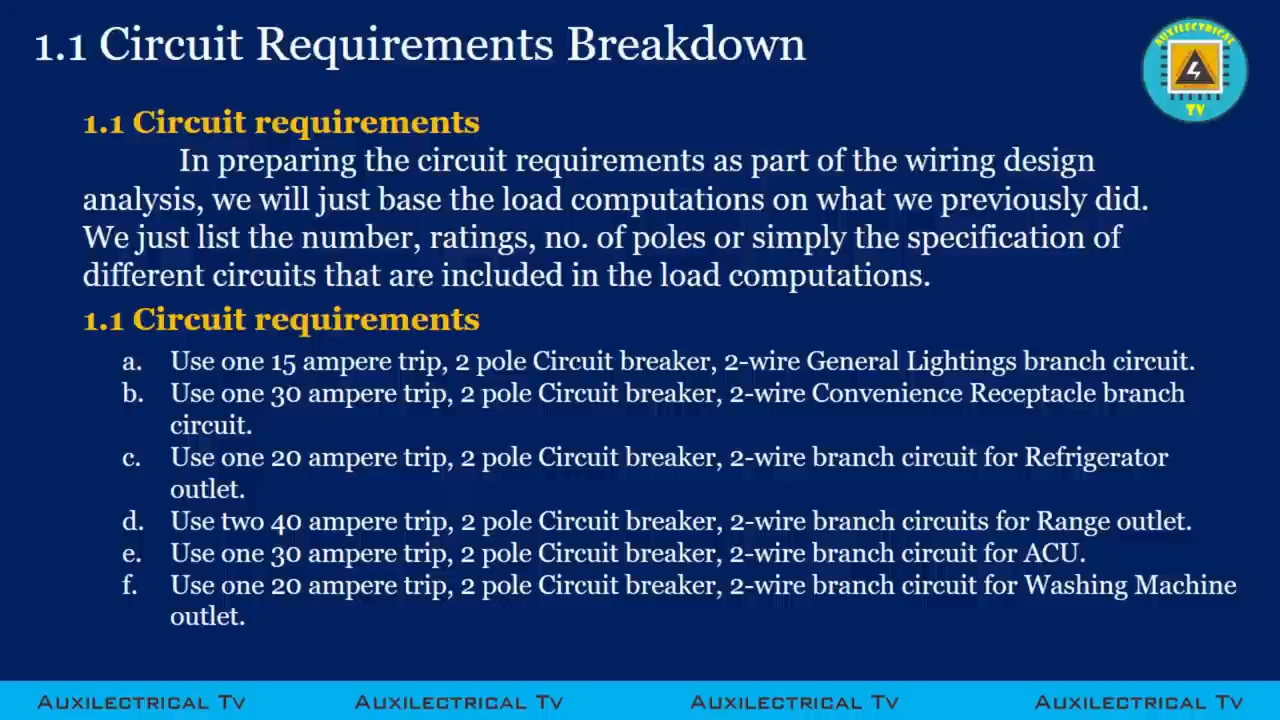 1.1 Circuit Requirements Breakdown
AUXILECTRICAL
TV
1.1 Circuit requirements
In preparing the circuit requirements as part of the wiring design
analysis, we will just base the load computations on what we previously did.
We just list the number, ratings, no. of poles or simply the specification of
different circuits that are included in the load computations.
1.1 Circuit requirements
a. Use one 15 ampere trip, 2 pole Circuit breaker, 2-wire General Lightings branch circuit.
b. Use one 30 ampere trip, 2 pole Circuit breaker, 2-wire Convenience Receptacle branch
circuit.
c. Use one 20 ampere trip, 2 pole Circuit breaker, 2-wire branch circuit for Refrigerator
outlet.
d. Use two 40 ampere trip, 2 pole Circuit breaker, 2-wire branch circuits for Range outlet.
e. Use one 30 ampere trip, 2 pole Circuit breaker, 2-wire branch circuit for ACU.
f. Use one 20 ampere trip, 2 pole Circuit breaker, 2-wire branch circuit for Washing Machine
outlet.
Auxilectrical Tv Auxilectrical Tv Auxilectrical Tv Auxilectrical Tv